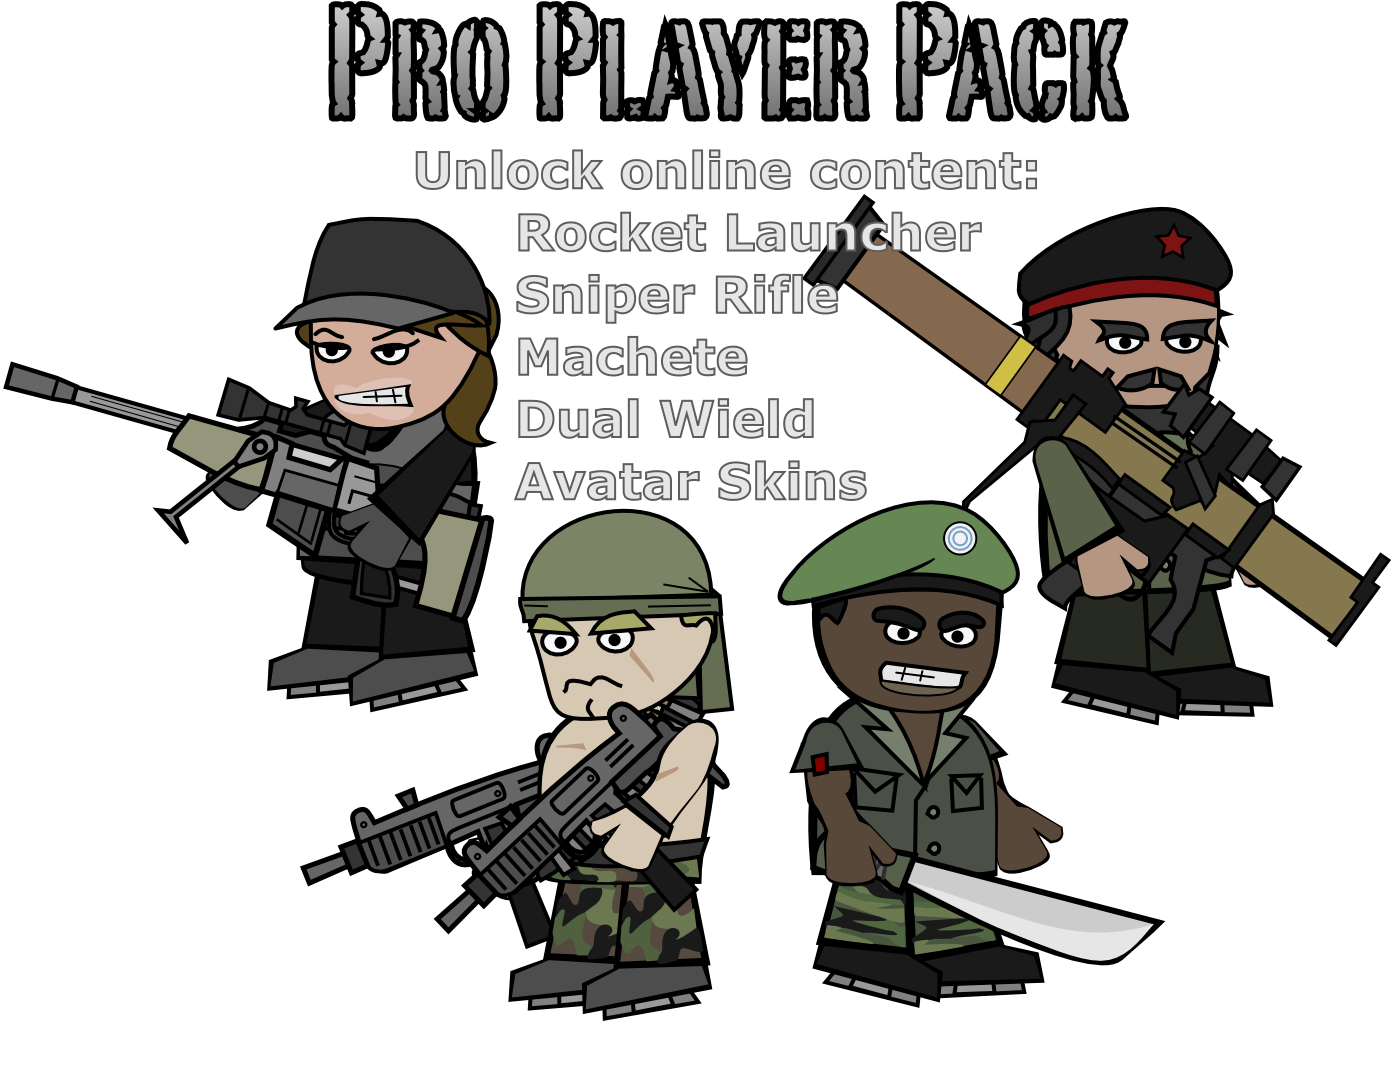 Pro Player Pack
Unlock online content:
Rocket Launcher
Sniper Rifle
Machete
Dual Wield
Avatar Skins